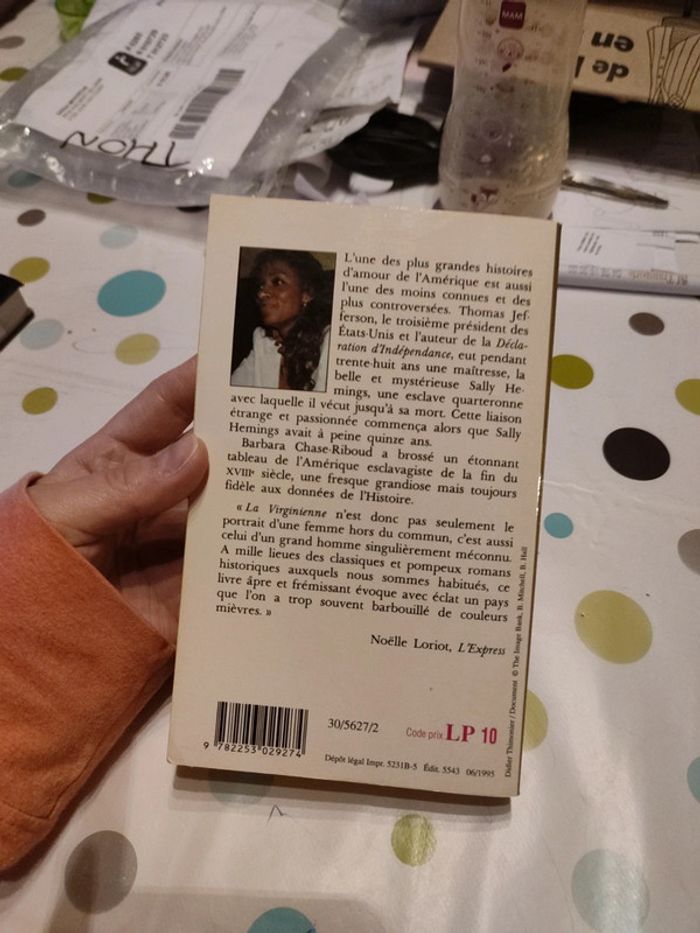 MAM
THON
L'une des plus grandes histoires
d'amour de l'Amérique est aussi
l'une des moins connues et des
plus controversées. Thomas Jef-
ferson, le troisième président des
États-Unis et l'auteur de la Décla-
ration d'Indépendance, eut pendant
trente-huit ans une maîtresse, la
belle et mystérieuse Sally He-
mings, une esclave quarteronne
avec laquelle il vécut jusqu'à sa mort. Cette liaison
étrange et passionnée commença alors que Sally
Hemings avait à peine quinze ans.
Barbara Chase-Riboud a brossé un étonnant
tableau de l'Amérique esclavagiste de la fin du
XVIIIe siècle, une fresque grandiose mais toujours
fidèle aux données de l'Histoire.
« La Virginienne n'est donc pas seulement le
portrait d'une femme hors du commun, c'est aussi
celui d'un grand homme singulièrement méconnu.
A mille lieues des classiques et pompeux romans
historiques auxquels nous sommes habitués, ce
livre âpre et frémissant évoque avec éclat un pays
que l'on a trop souvent barbouillé de couleurs
mièvres. »
Noëlle Loriot, L'Express
Didier Thimonier / Document © The Image Bank, B. Mitchell, B. Hall
30/5627/2
Code prix LP 10
9 782253 029274
Dépôt légal Impr. 5231B-5 Édit. 5543 06/1995